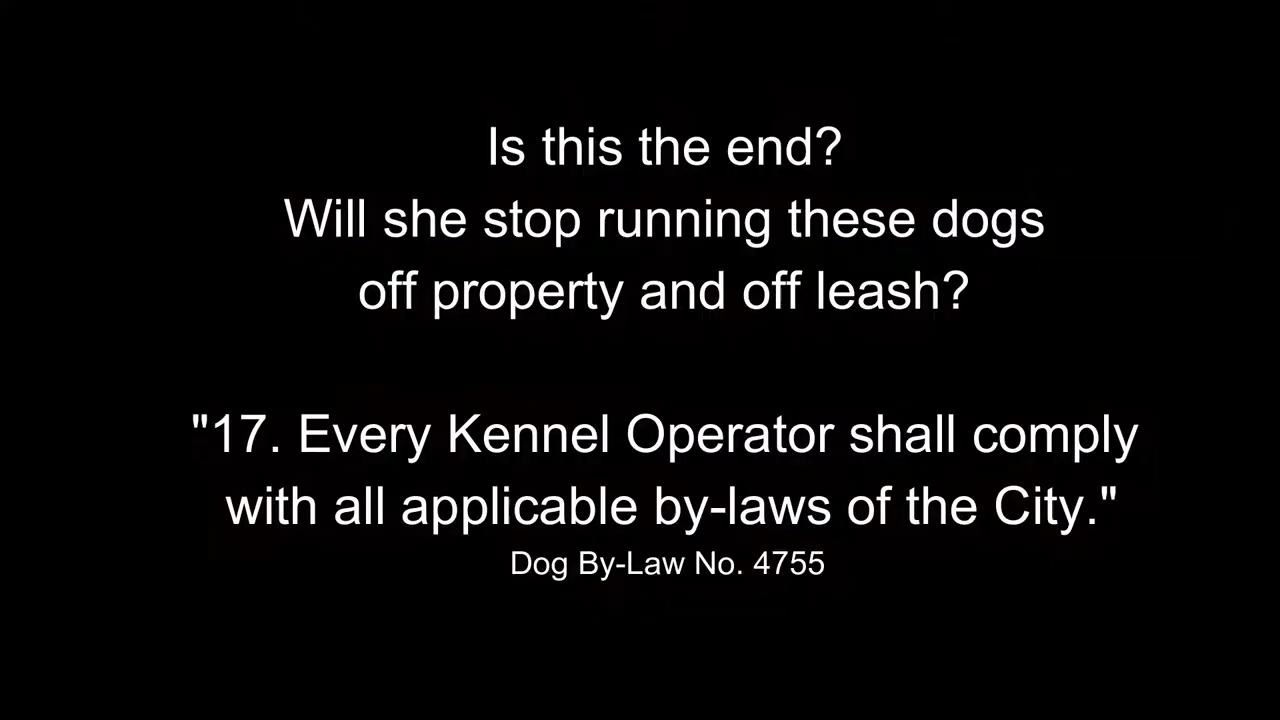 Is this the end?
Will she stop running these dogs
off property and off leash?
"17. Every Kennel Operator shall comply
with all applicable by-laws of the City."
Dog By-Law No. 4755